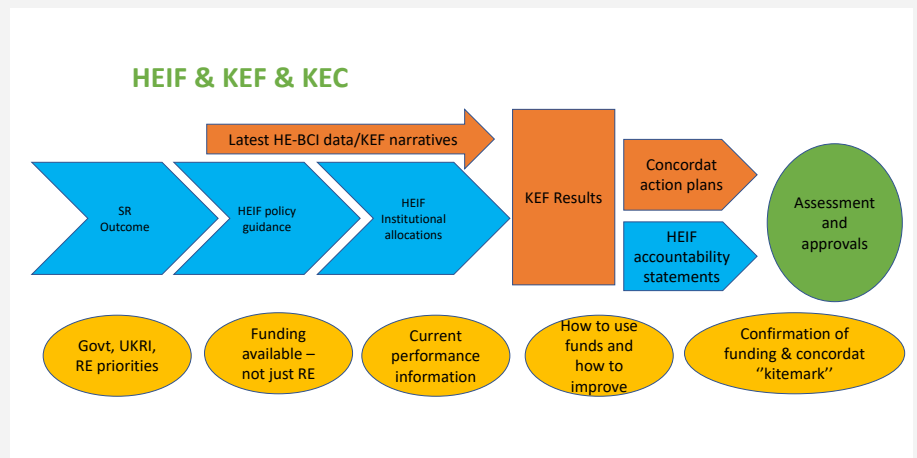 HEIF & KEF & KEC
Latest HE-BCI data/KEF narratives
SR
Outcome
HEIF policy
guidance
HEIF
Institutional
allocations
KEF Results
Concordat
action plans
HEIF
accountability
statements
Assessment
and
approvals
Govt, UKRI,
RE priorities
Funding
available –
not just RE
Current
performance
information
How to use
funds and
how to
improve
Confirmation of
funding & concordat
‘’kitemark’’